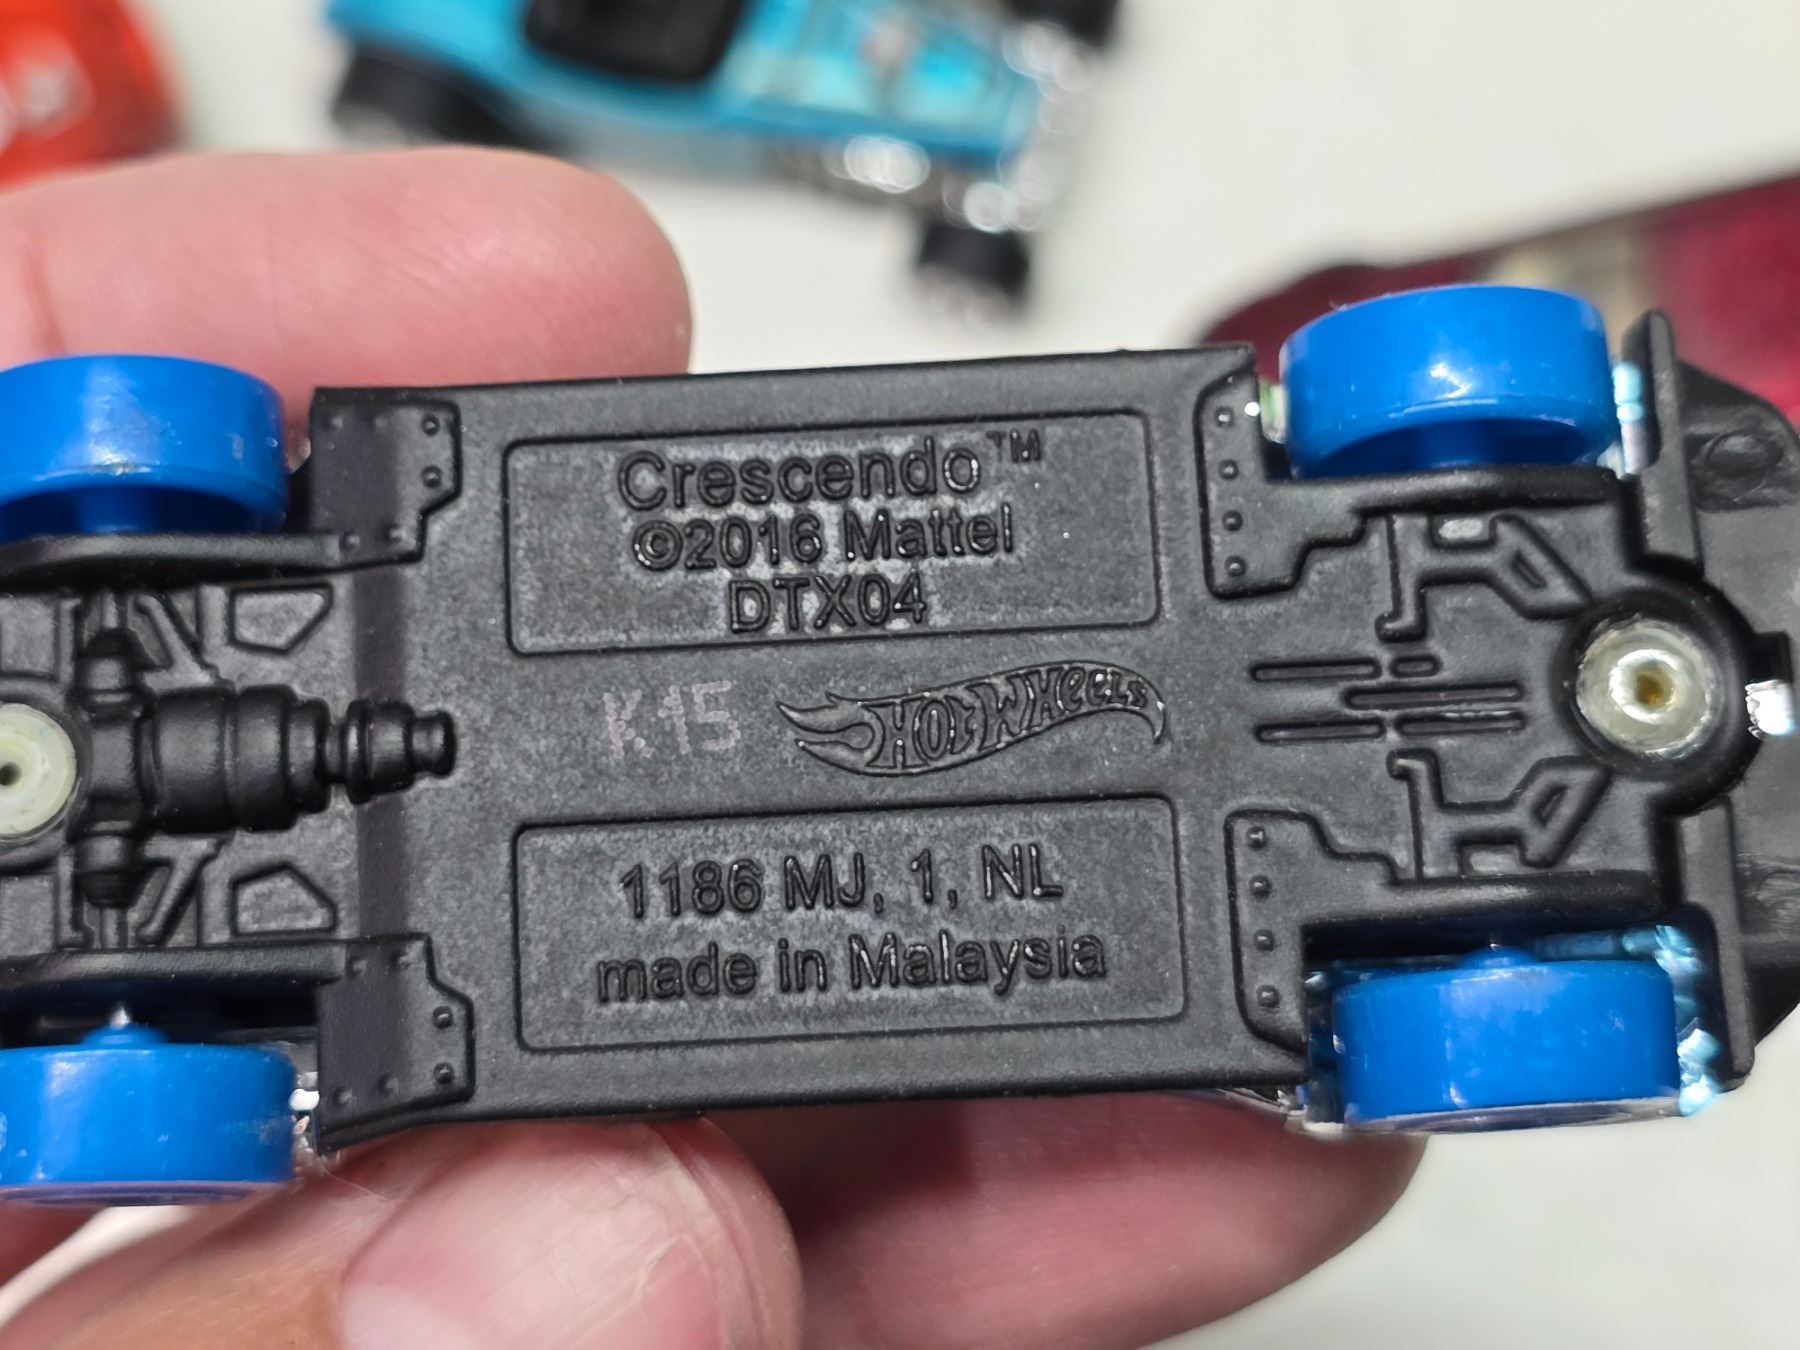 Crescendo™
©2016 Mattel
DTX04
K15
HOT WHEELS
1186 MJ, 1, NL
made in Malaysia